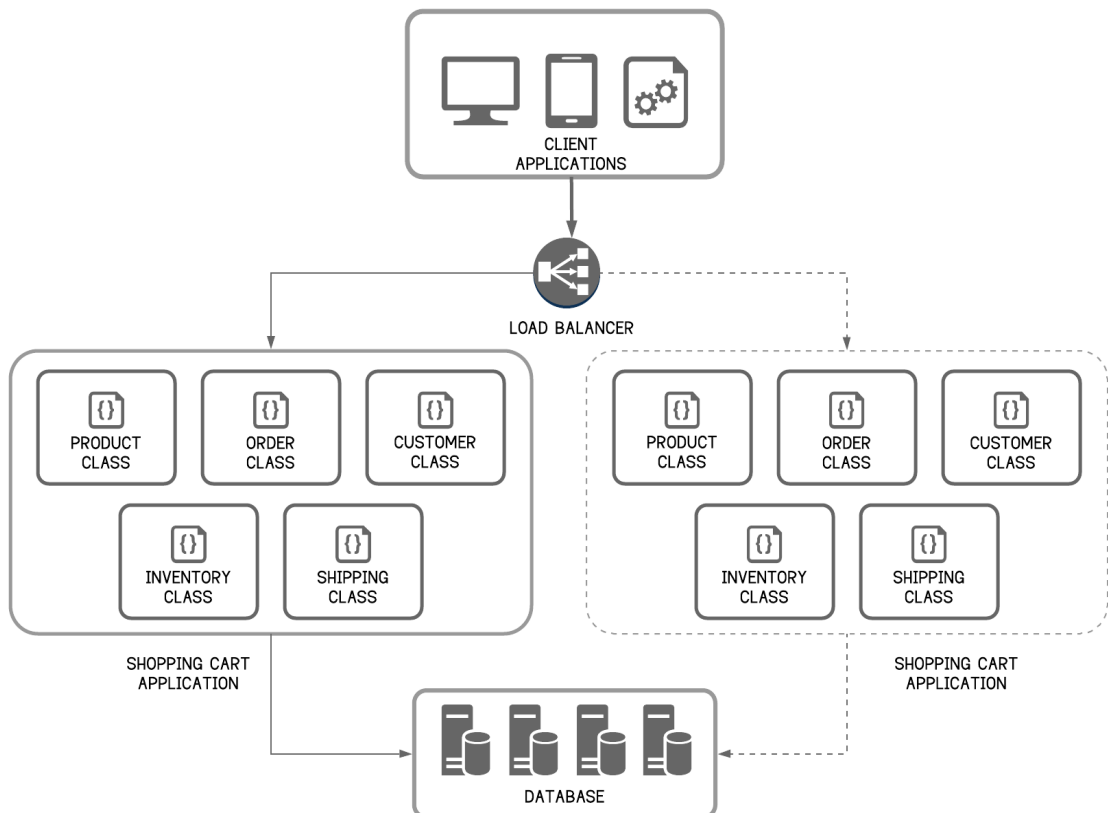 CLIENT
APPLICATIONS
LOAD BALANCER
{}
PRODUCT
CLASS
{}
ORDER
CLASS
{}
CUSTOMER
CLASS
{}
INVENTORY
CLASS
{}
SHIPPING
CLASS
SHOPPING CART
APPLICATION
{}
PRODUCT
CLASS
{}
ORDER
CLASS
{}
CUSTOMER
CLASS
{}
INVENTORY
CLASS
{}
SHIPPING
CLASS
SHOPPING CART
APPLICATION
DATABASE